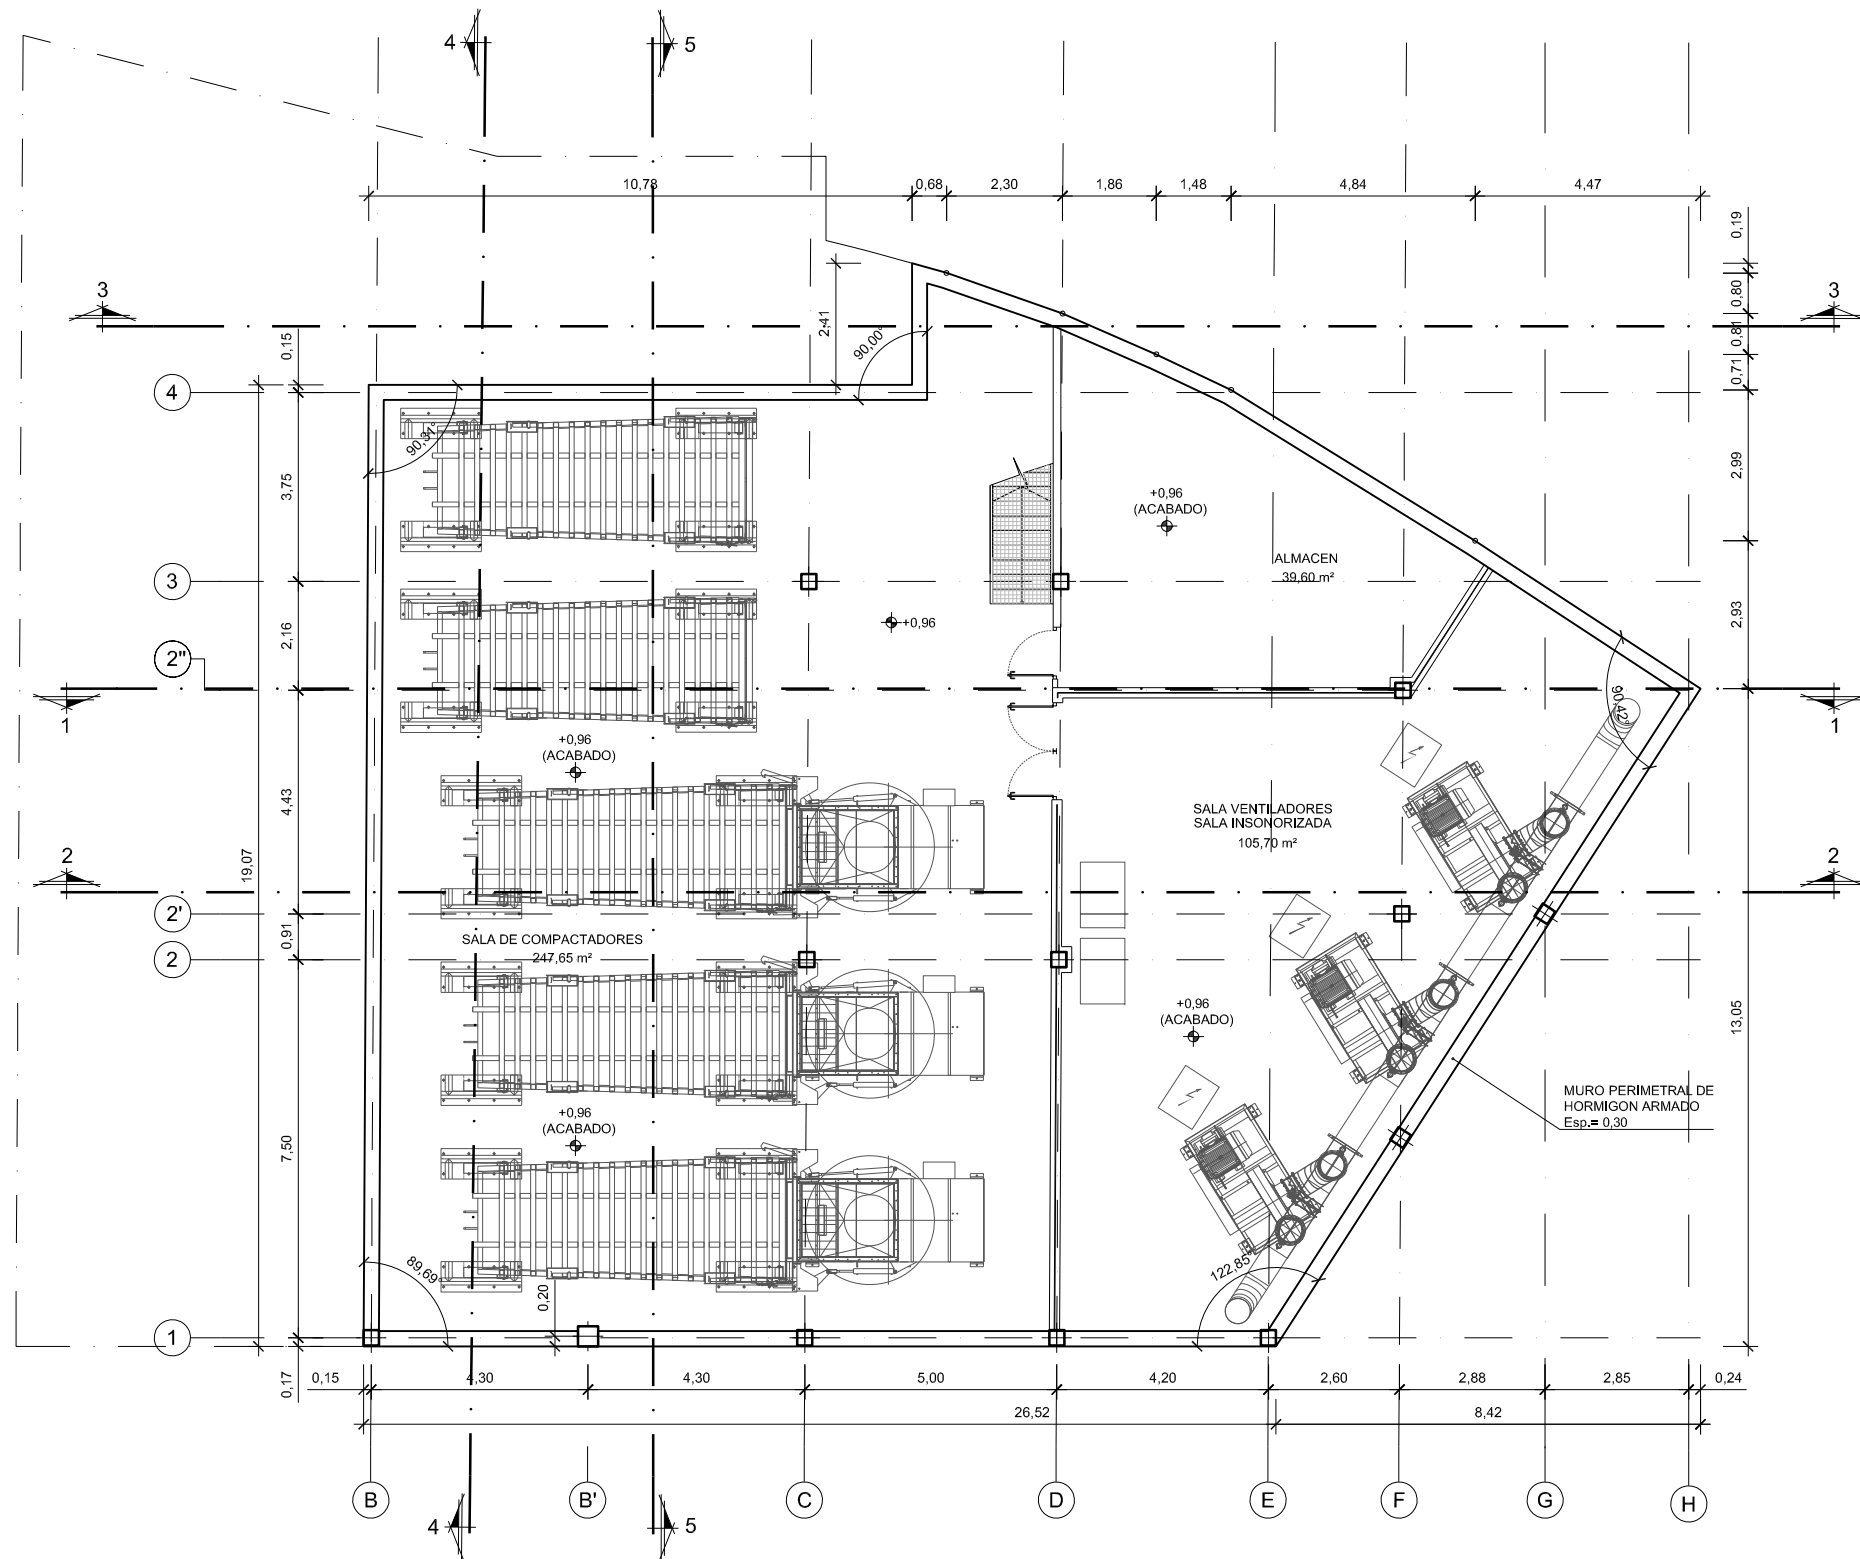 4
5
10,78
0,68
2,30
1,86
1,48
4,84
4,47
0,19
0,80
0,81
0,71
2,99
2,93
13,05
3
3
2,41
90,00°
0,15
4
90,31°
3,75
3
2,16
2"
1
1
4,43
19,07
2
2
2'
0,91
2
7,50
1
0,17
+0,96
(ACABADO)
ALMACEN
39,60 m²
+0,96
+0,96
(ACABADO)
90,42°
SALA VENTILADORES
SALA INSONORIZADA
105,70 m²
SALA DE COMPACTADORES
247,65 m²
+0,96
(ACABADO)
+0,96
(ACABADO)
MURO PERIMETRAL DE
HORMIGON ARMADO
Esp.= 0,30
89,69°
0,20
122,85°
0,15
4,30
4,30
5,00
4,20
2,60
2,88
2,85
0,24
26,52
8,42
B
B'
C
D
E
F
G
H
4
5